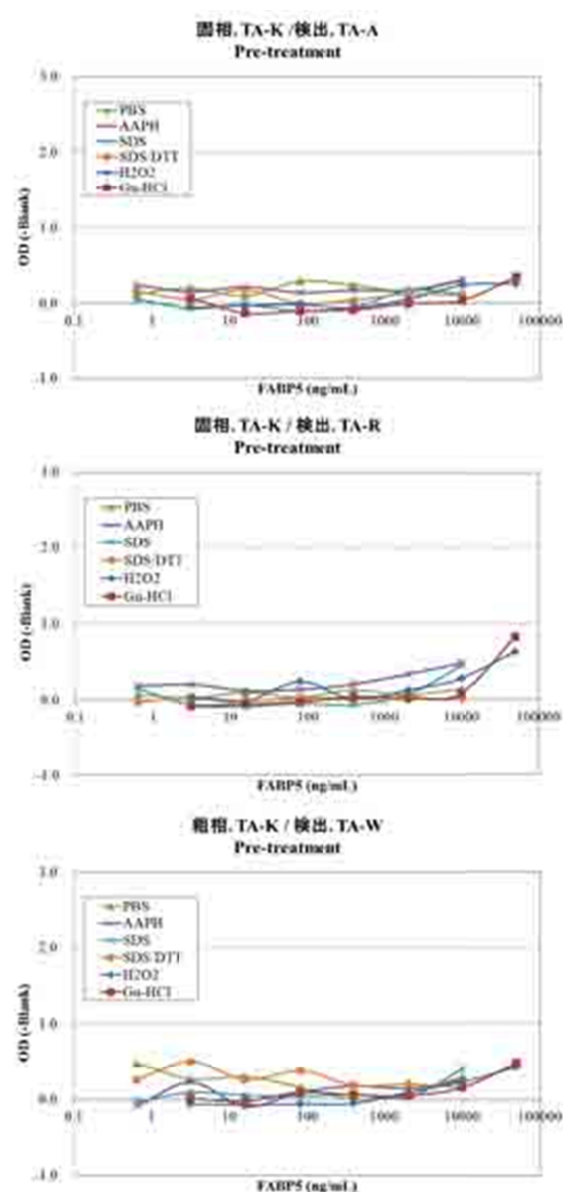 固相, TA-K /検出, TA-A
Pre-treatment
3.0
PBS
AAPH
SDS
SDS/DTT
H2O2
Gu-HCl
2.0
1.0
0.0
-1.0
OD (-Blank)
0.1 1 10 100 1000 10000 100000
FABP5 (ng/mL)
固相, TA-K / 検出, TA-R
Pre-treatment
3.0
PBS
AAPH
SDS
SDS/DTT
H2O2
Gu-HCl
2.0
1.0
0.0
-1.0
OD (-Blank)
0.1 1 10 100 1000 10000 100000
FABP5 (ng/mL)
粗相, TA-K / 検出, TA-W
Pre-treatment
3.0
PBS
AAPH
SDS
SDS/DTT
H2O2
Gu-HCl
2.0
1.0
0.0
-1.0
OD (-Blank)
0.1 1 10 100 1000 10000 100000
FABP5 (ng/mL)